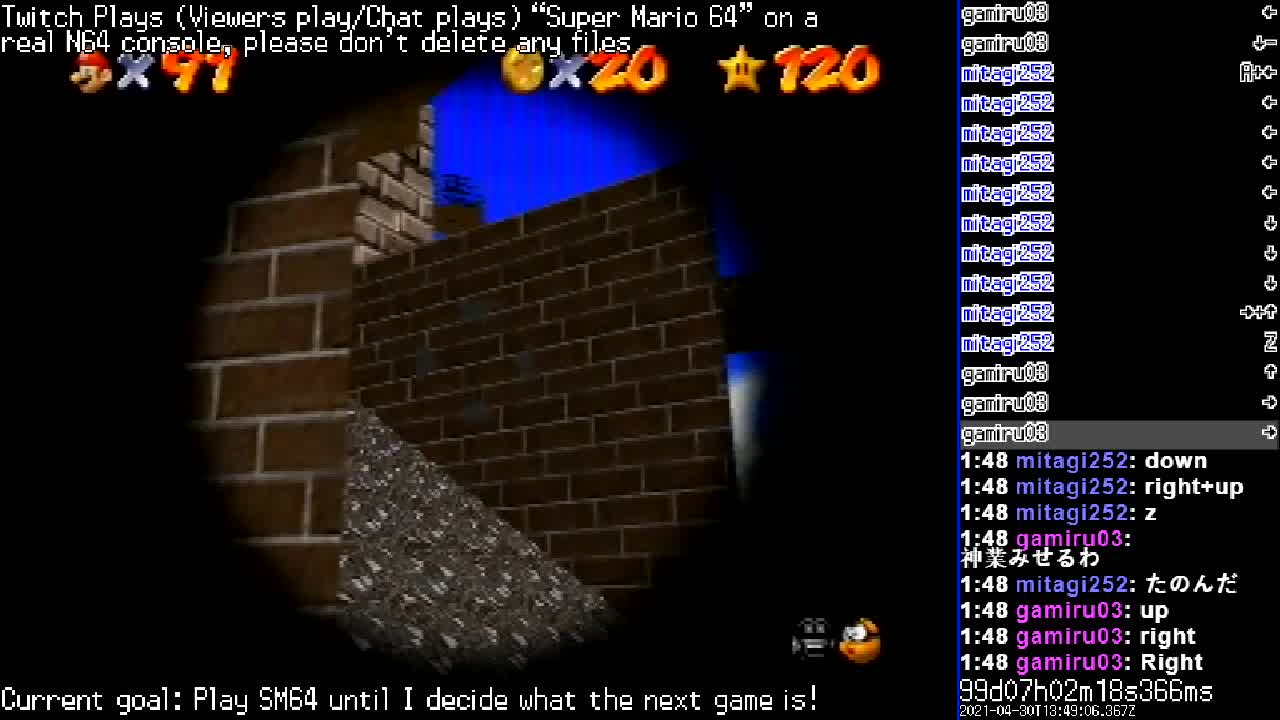 Twitch Plays (Viewers play/Chat plays) “Super Mario 64” on a
real N64 console, please don't delete any files
×97 ×20 ×120
gamiru03 ←
gamiru03 ↓-
mitagi252 A+←
mitagi252 ←
mitagi252 ←
mitagi252 ←
mitagi252 ←
mitagi252 ↓
mitagi252 ↓
mitagi252 ↓
mitagi252 →+↑
mitagi252 Z
gamiru03 ↑
gamiru03 →
gamiru03 →
1:48 mitagi252: down
1:48 mitagi252: right+up
1:48 mitagi252: z
1:48 gamiru03:
神業みせるわ
1:48 mitagi252: たのんだ
1:48 gamiru03: up
1:48 gamiru03: right
1:48 gamiru03: Right
99d07h02m18s366ms
2021-04-30T13:49:06.367Z
Current goal: Play SM64 until I decide what the next game is!